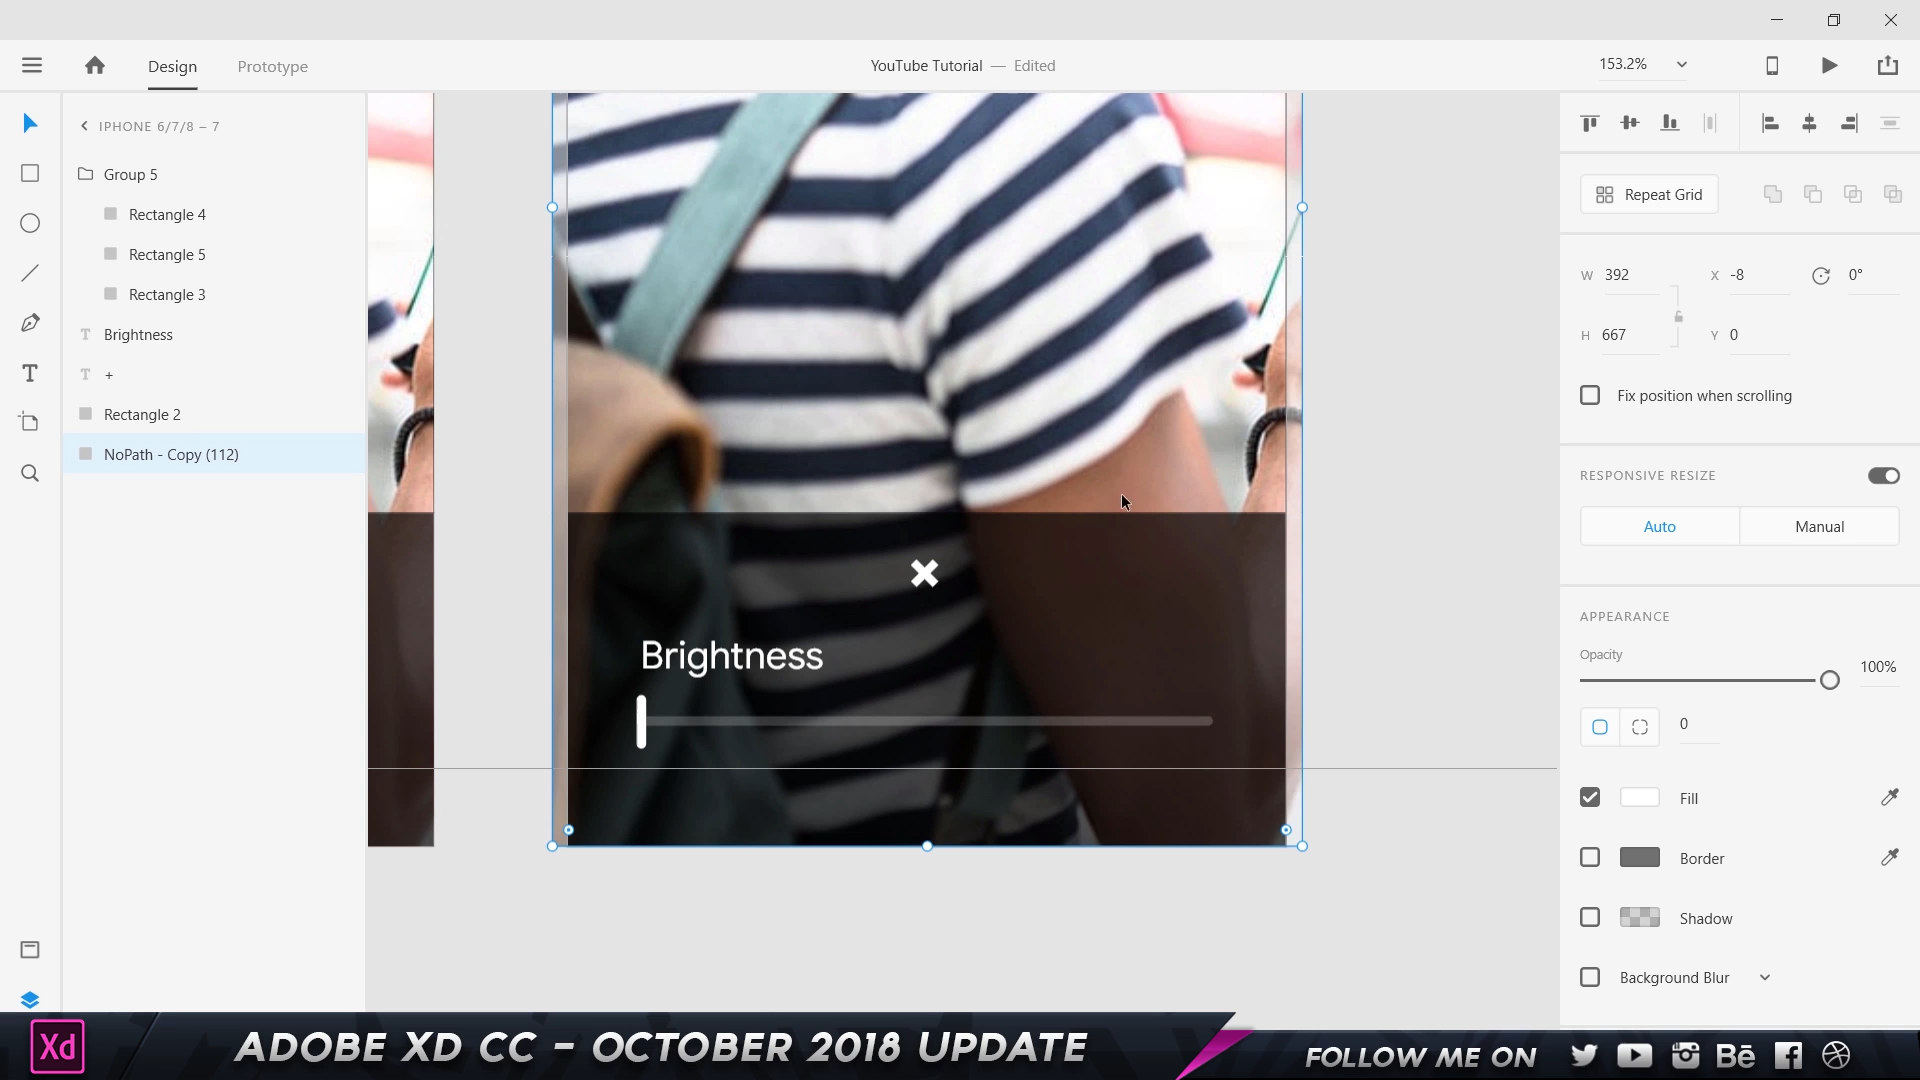 Design
Prototype
YouTube Tutorial — Edited
153.2%
IPHONE 6/7/8 – 7
Group 5
Rectangle 4
Rectangle 5
Rectangle 3
T Brightness
T +
Rectangle 2
NoPath - Copy (112)
Brightness
Repeat Grid
W 392
X -8
0°
H 667
Y 0
Fix position when scrolling
RESPONSIVE RESIZE
Auto
Manual
APPEARANCE
Opacity
100%
0
Fill
Border
Shadow
Background Blur
Xd
ADOBE XD CC - OCTOBER 2018 UPDATE
FOLLOW ME ON
Bē